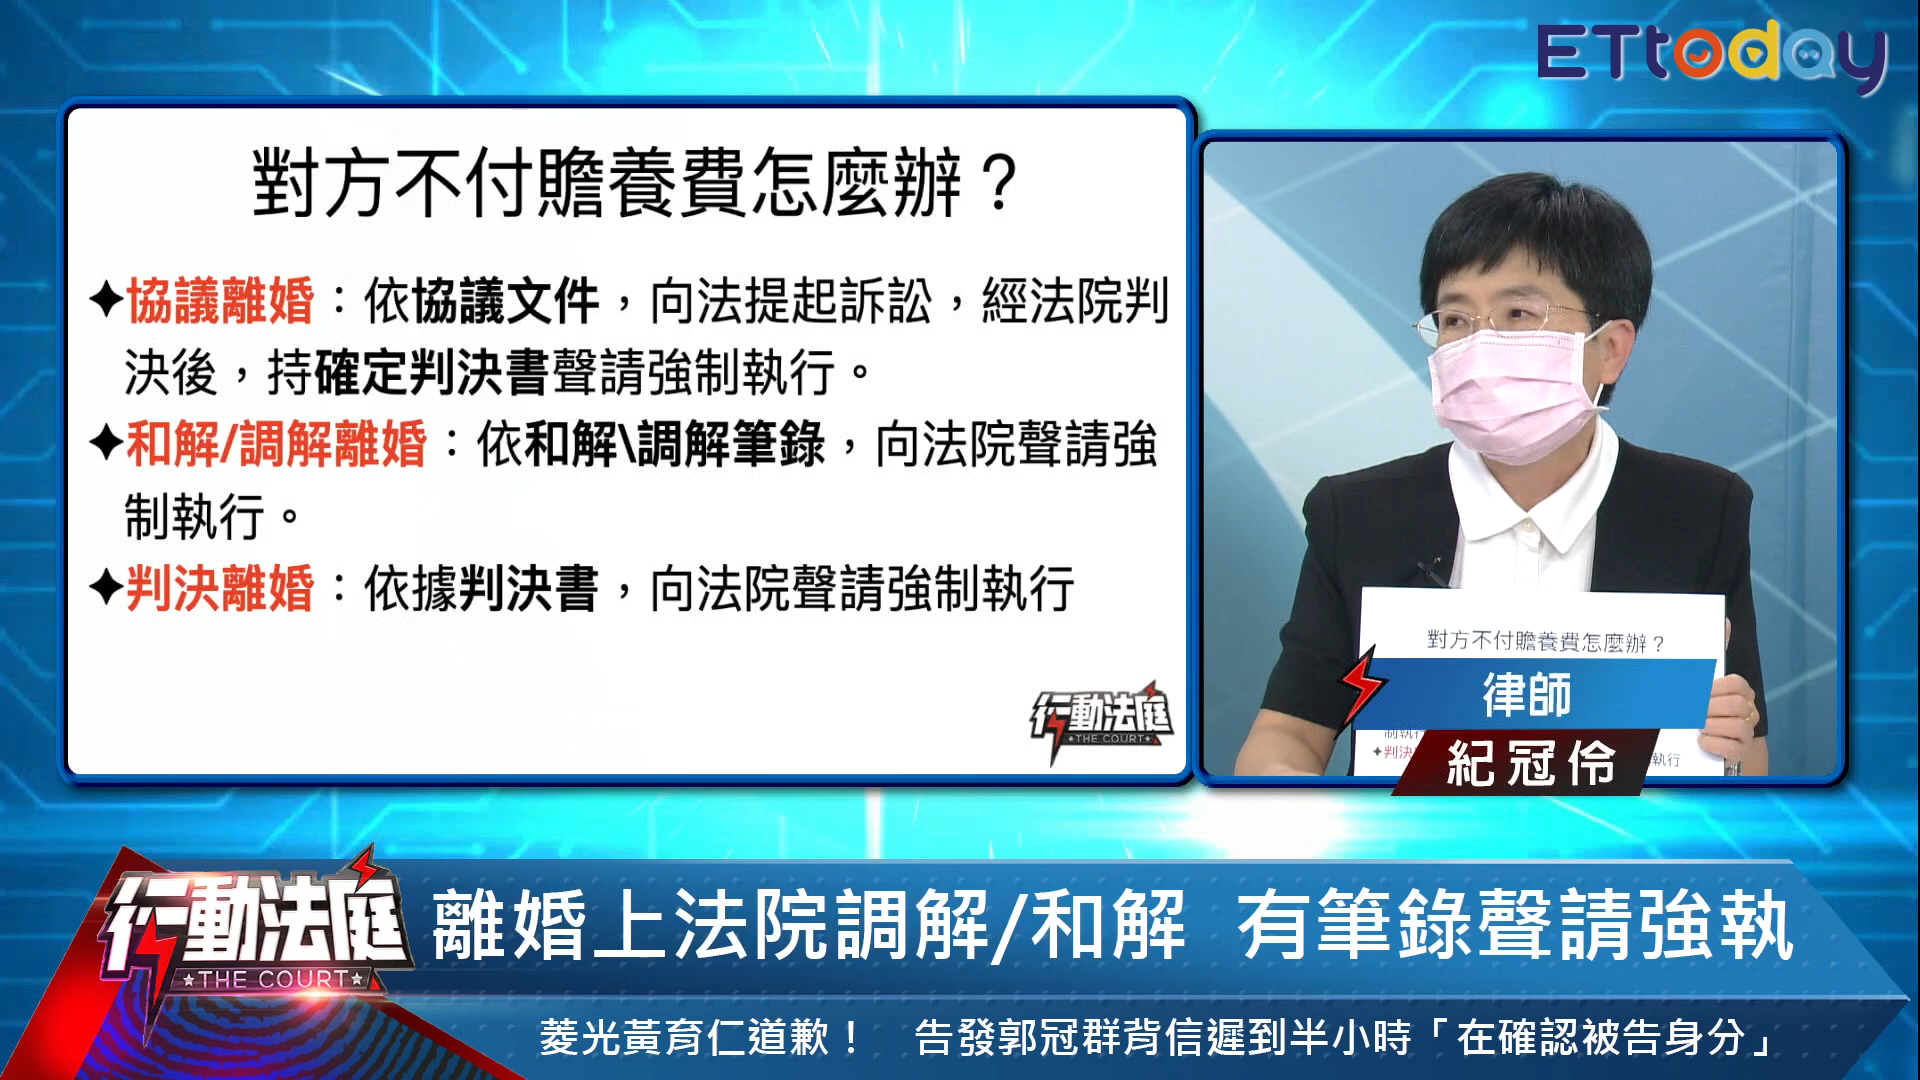 ETtoday
對方不付贍養費怎麼辦？
✦協議離婚：依協議文件，向法提起訴訟，經法院判
決後，持確定判決書聲請強制執行。
✦和解/調解離婚：依和解\調解筆錄，向法院聲請強
制執行。
✦判決離婚：依據判決書，向法院聲請強制執行
行動法庭
THE COURT
對方不付贍養費怎麼辦？
律師
✦判決
執行
紀冠伶
行動法庭
THE COURT
離婚上法院調解/和解 有筆錄聲請強執
菱光黃育仁道歉！ 告發郭冠群背信遲到半小時「在確認被告身分」